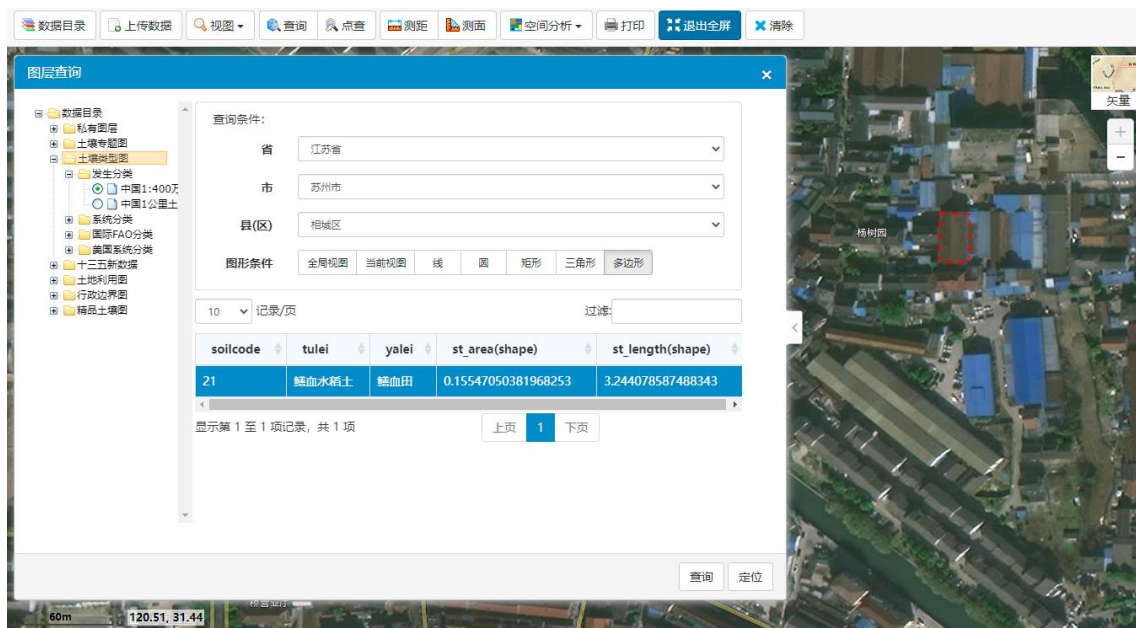 数据目录 上传数据 视图 查询 点查 测距 测面 空间分析 打印 退出全屏 清除
图层查询 ×
数据目录
私有图层
土壤专题图
土壤类型图
发生分类
中国1:400万
中国1公里土
系统分类
国际FAO分类
美国系统分类
十三五新数据
土地利用图
行政边界图
精品土壤图
查询条件:
省 江苏省
市 苏州市
县(区) 相城区
图形条件 全局视图 当前视图 线 圆 矩形 三角形 多边形
10 记录/页 过滤:
soilcode tulei yalei st_area(shape) st_length(shape)
21 鳝血水稻土 鳝血田 0.15547050381968253 3.244078587488343
显示第 1 至 1 项记录, 共 1 项 上页 1 下页
查询 定位
矢量
+
−
杨树园
60m 120.51, 31.44